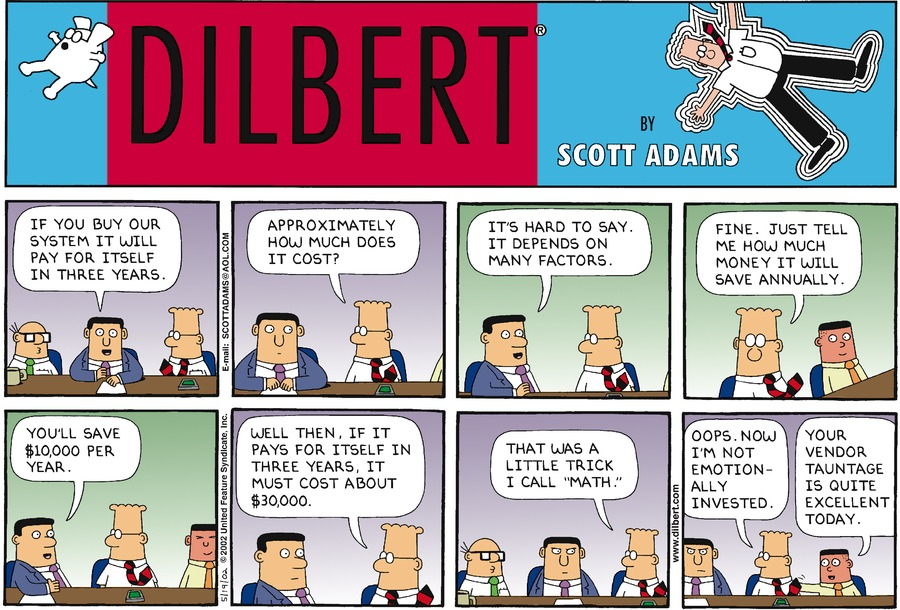 DILBERT®
BY
SCOTT ADAMS
IF YOU BUY OUR
SYSTEM IT WILL
PAY FOR ITSELF
IN THREE YEARS.
E-mail: SCOTTADAMS@AOL.COM
APPROXIMATELY
HOW MUCH DOES
IT COST?
IT'S HARD TO SAY.
IT DEPENDS ON
MANY FACTORS.
FINE. JUST TELL
ME HOW MUCH
MONEY IT WILL
SAVE ANNUALLY.
YOU'LL SAVE
$10,000 PER
YEAR.
5/19/02 ©2002 United Feature Syndicate, Inc.
WELL THEN, IF IT
PAYS FOR ITSELF IN
THREE YEARS, IT
MUST COST ABOUT
$30,000.
THAT WAS A
LITTLE TRICK
I CALL "MATH."
www.dilbert.com
OOPS. NOW
I'M NOT
EMOTION-
ALLY
INVESTED.
YOUR
VENDOR
TAUNTAGE
IS QUITE
EXCELLENT
TODAY.